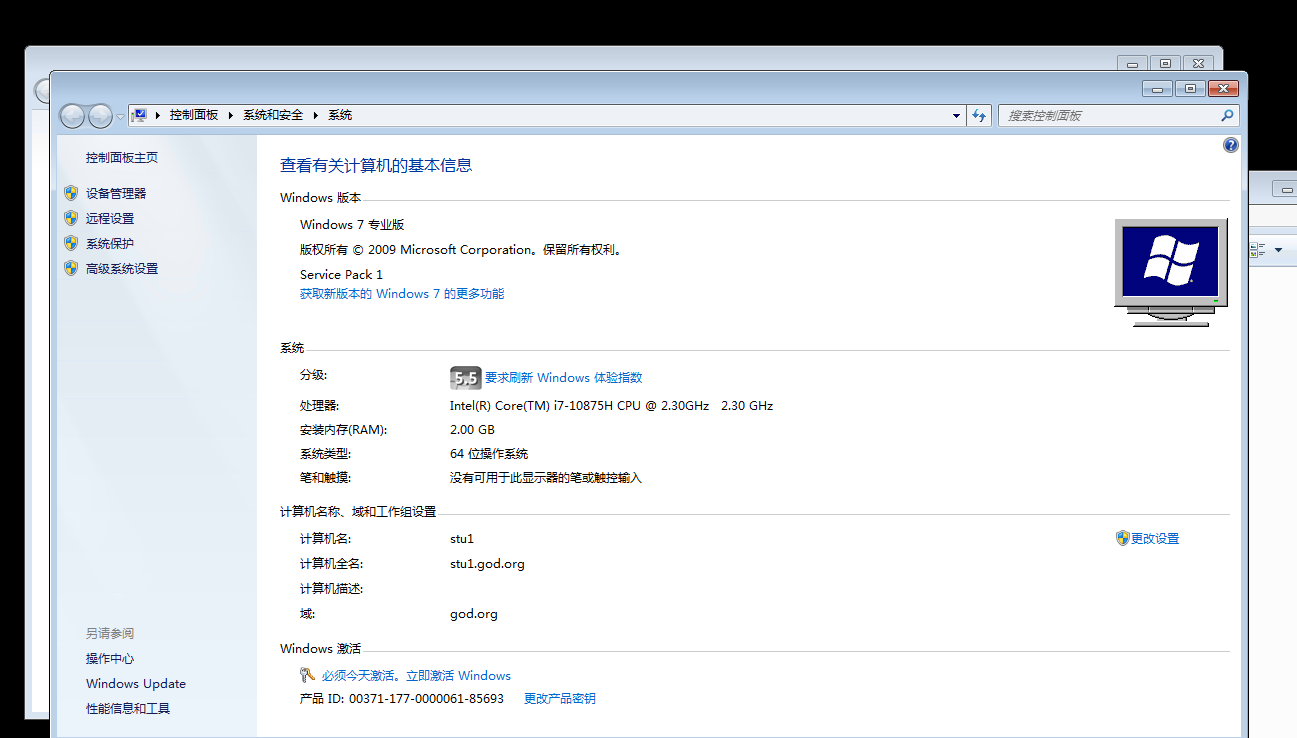 控制面板 系统和安全 系统
搜索控制面板
控制面板主页
设备管理器
远程设置
系统保护
高级系统设置
另请参阅
操作中心
Windows Update
性能信息和工具
查看有关计算机的基本信息
Windows 版本
Windows 7 专业版
版权所有 © 2009 Microsoft Corporation。保留所有权利。
Service Pack 1
获取新版本的 Windows 7 的更多功能
系统
分级: 5.5 要求刷新 Windows 体验指数
处理器: Intel(R) Core(TM) i7-10875H CPU @ 2.30GHz 2.30 GHz
安装内存(RAM): 2.00 GB
系统类型: 64 位操作系统
笔和触摸: 没有可用于此显示器的笔或触控输入
计算机名称、域和工作组设置
计算机名: stu1 更改设置
计算机全名: stu1.god.org
计算机描述:
域: god.org
Windows 激活
必须今天激活。立即激活 Windows
产品 ID: 00371-177-0000061-85693 更改产品密钥